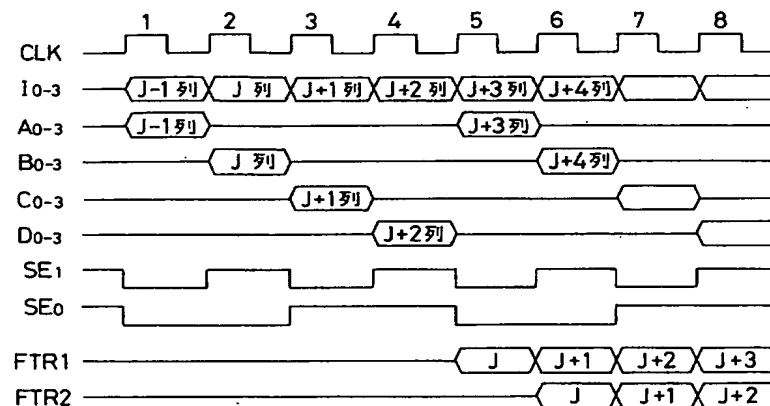 1 2 3 4 5 6 7 8
CLK
I0-3 J-1列 J 列 J+1列 J+2列 J+3列 J+4列
A0-3 J-1列 J+3列
B0-3 J 列 J+4列
C0-3 J+1列
D0-3 J+2列
SE1
SE0
FTR1 J J+1 J+2 J+3
FTR2 J J+1 J+2